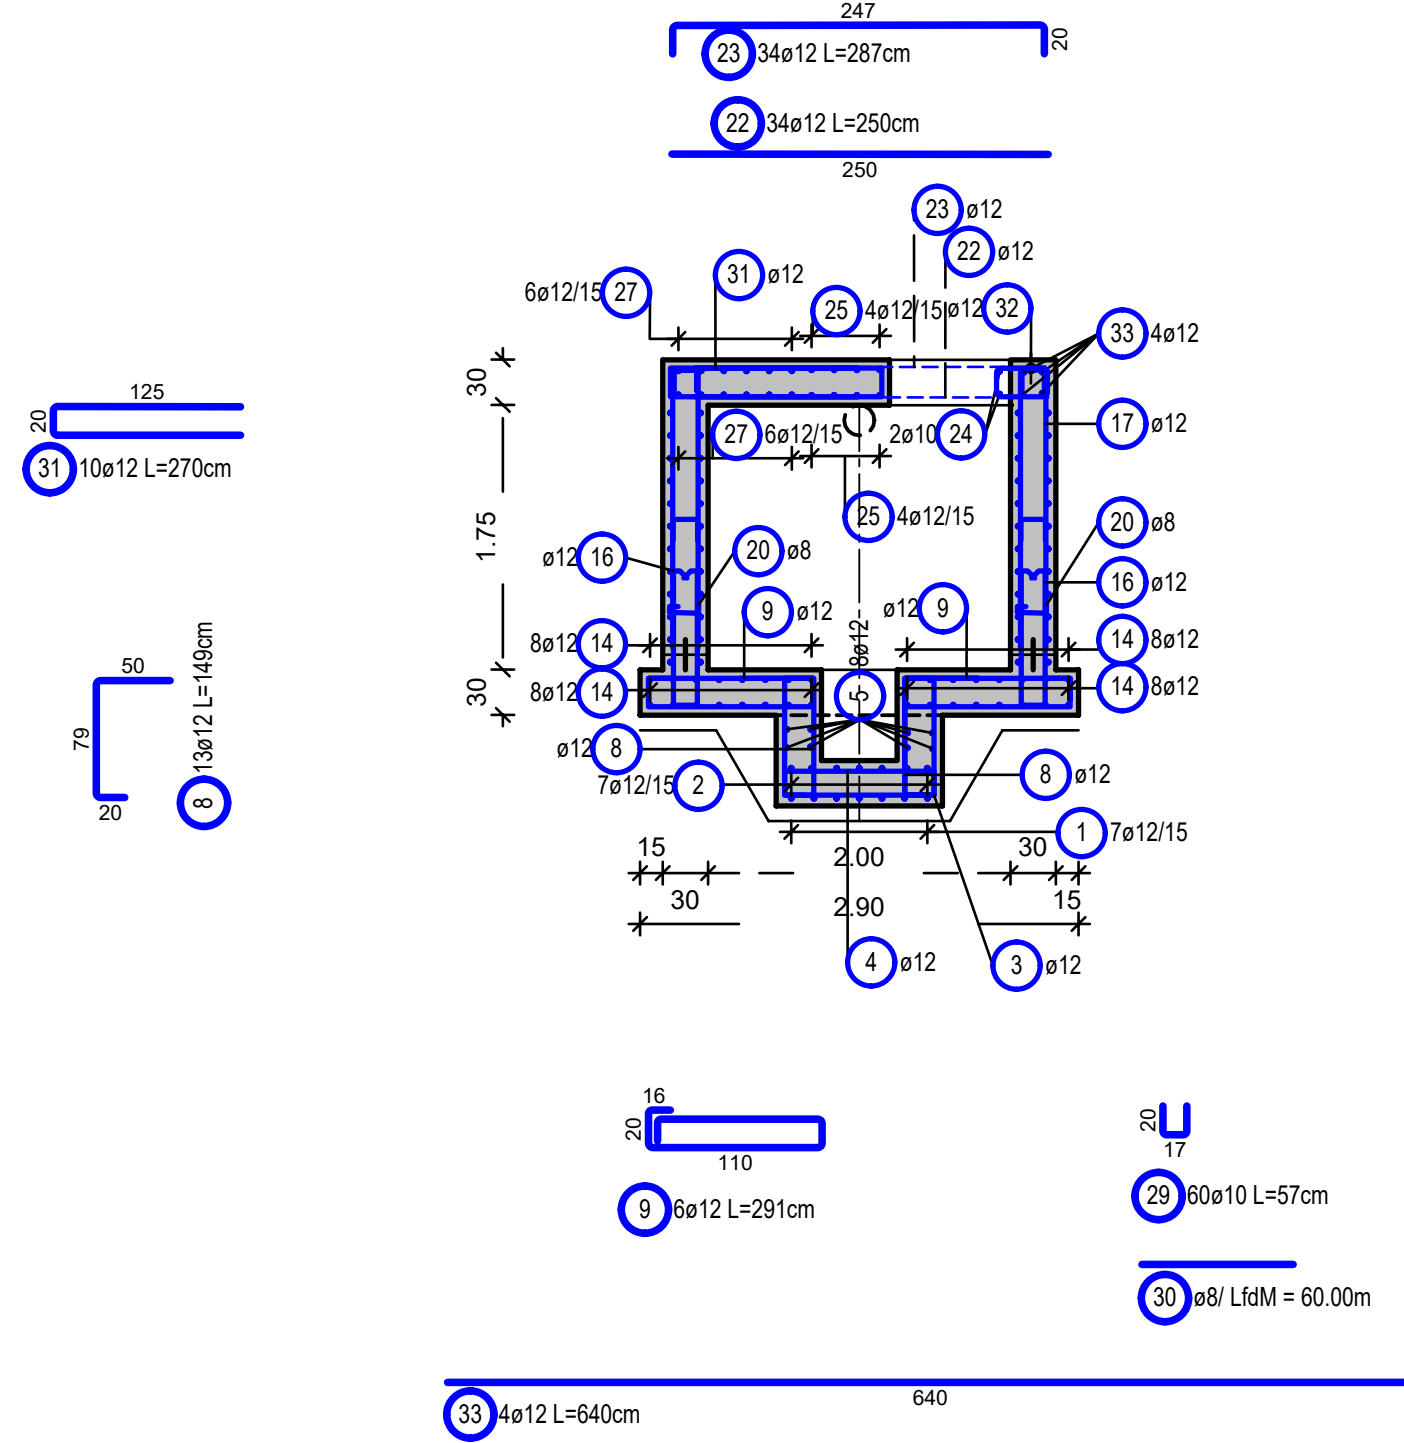 247
20
23 34ø12 L=287cm
22 34ø12 L=250cm
250
23 ø12
22 ø12
31 ø12
6ø12/15 27
25 4ø12/15
ø12 32
33 4ø12
30
125
20
31 10ø12 L=270cm
27 6ø12/15
2ø10 24
17 ø12
1.75
25 4ø12/15
20 ø8
ø12 16
20 ø8
16 ø12
9 ø12
ø12 9
8ø12 14
14 8ø12
8ø12 14
14 8ø12
30
5 8ø12
50
79
20
8 13ø12 L=149cm
ø12 8
8 ø12
7ø12/15 2
1 7ø12/15
15
2.00
30
30
2.90
15
4 ø12
3 ø12
16
20
110
9 6ø12 L=291cm
20
17
29 60ø10 L=57cm
30 ø8/ LfdM = 60.00m
640
33 4ø12 L=640cm